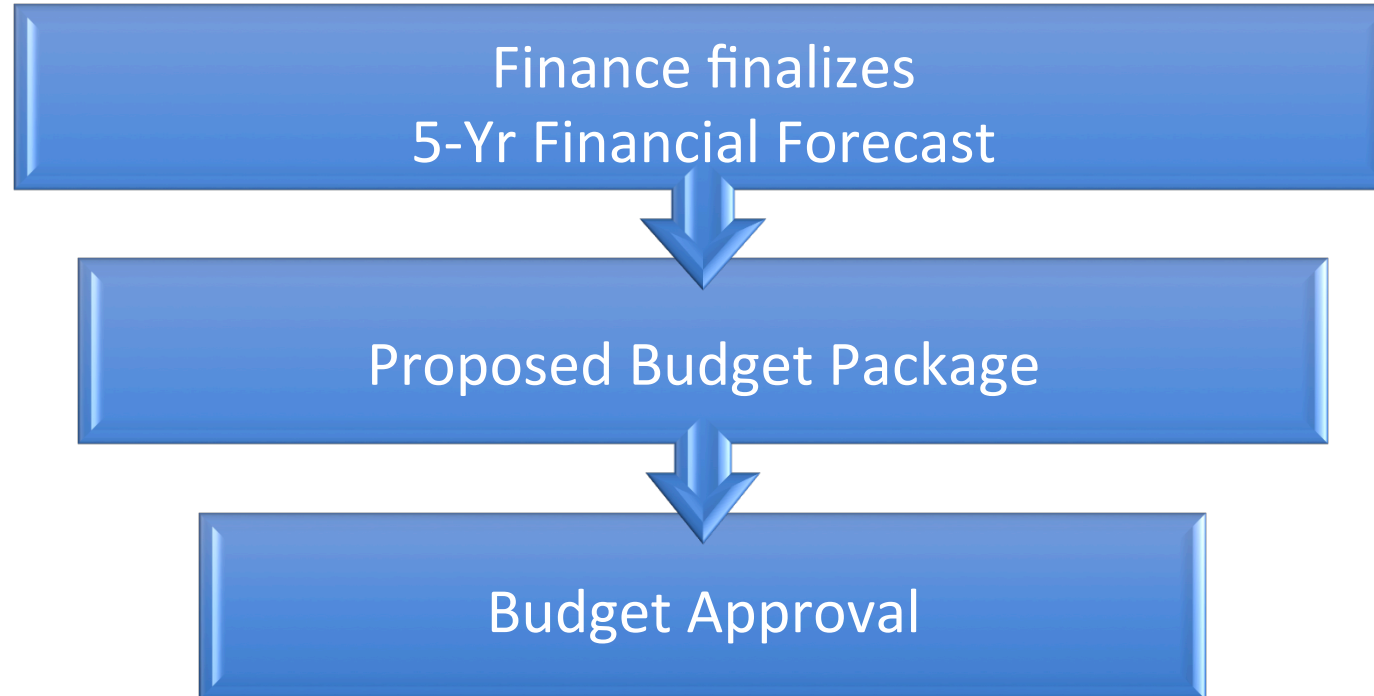 Finance finalizes
5-Yr Financial Forecast
Proposed Budget Package
Budget Approval